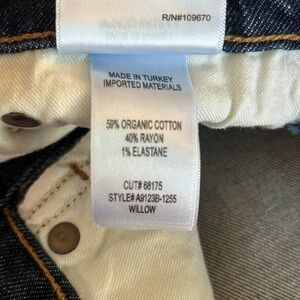 R/N#109670
MADE IN TURKEY
IMPORTED MATERIALS
59% ORGANIC COTTON
40% RAYON
1% ELASTANE
CUT# 68175
STYLE# A9123B-1255
WILLOW